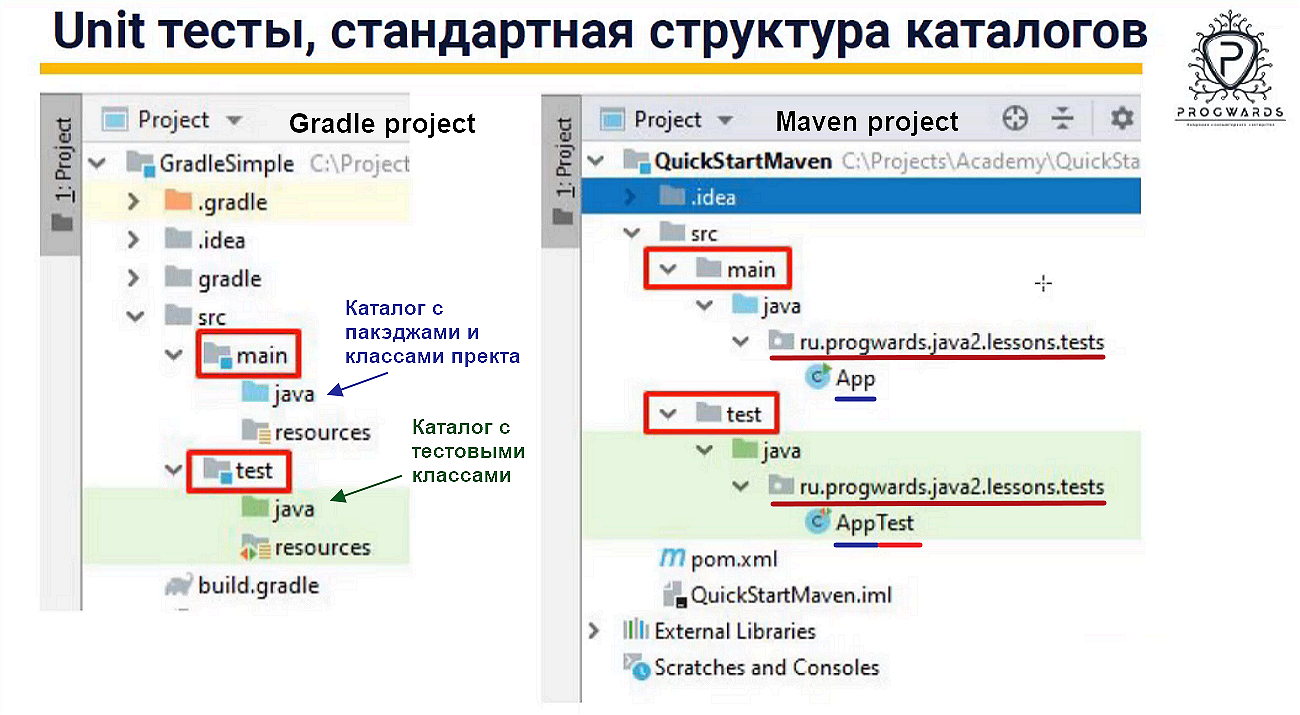 Unit тесты, стандартная структура каталогов
PROGWARDS
1: Project
Project
Gradle project
GradleSimple C:\Project
.gradle
.idea
gradle
src
main
java
resources
test
java
resources
build.gradle
Каталог с
пакэджами и
классами пректа
Каталог с
тестовыми
классами
1: Project
Project
Maven project
QuickStartMaven C:\Projects\Academy\QuickSta
.idea
src
main
java
ru.progwards.java2.lessons.tests
App
test
java
ru.progwards.java2.lessons.tests
AppTest
pom.xml
QuickStartMaven.iml
External Libraries
Scratches and Consoles